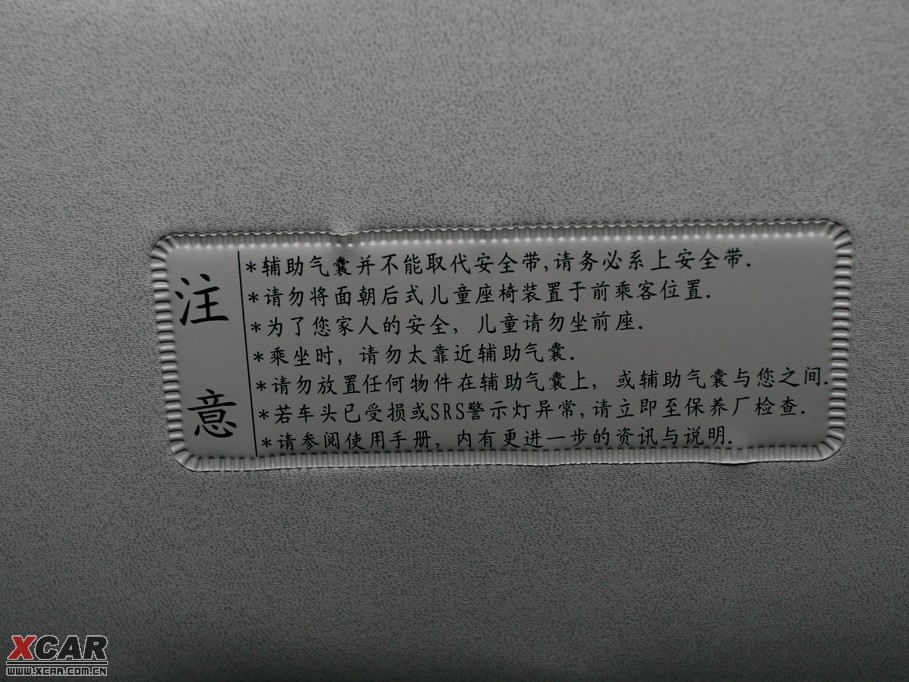 注意
*辅助气囊并不能取代安全带,请务必系上安全带.
*请勿将面朝后式儿童座椅装置于前乘客位置.
*为了您家人的安全，儿童请勿坐前座.
*乘坐时，请勿太靠近辅助气囊.
*请勿放置任何物件在辅助气囊上，或辅助气囊与您之间.
*若车头已受损或SRS警示灯异常,请立即至保养厂检查.
*请参阅使用手册，内有更进一步的资讯与说明.
XCAR
WWW.XCAR.COM.CN